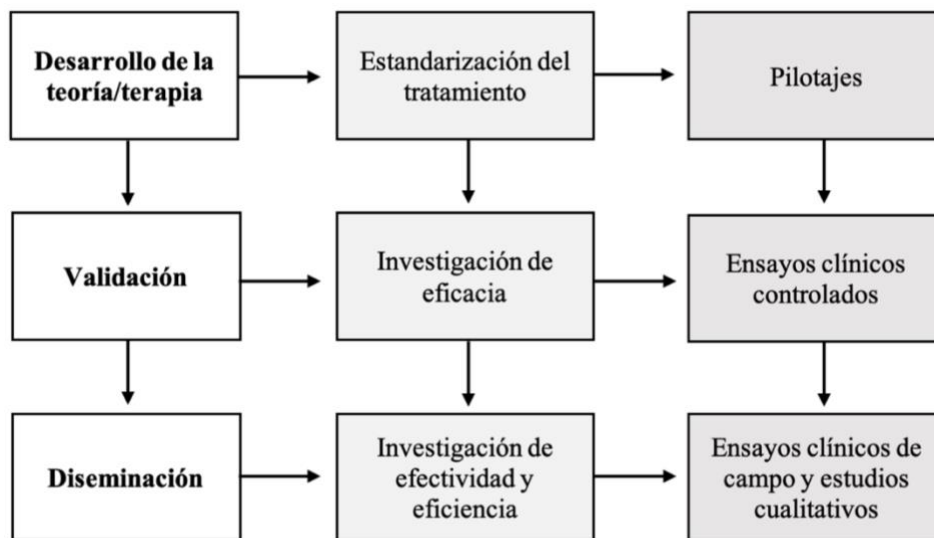 Desarrollo de la
teoría/terapia
Estandarización del
tratamiento
Pilotajes
Validación
Investigación de
eficacia
Ensayos clínicos
controlados
Diseminación
Investigación de
efectividad y
eficiencia
Ensayos clínicos de
campo y estudios
cualitativos